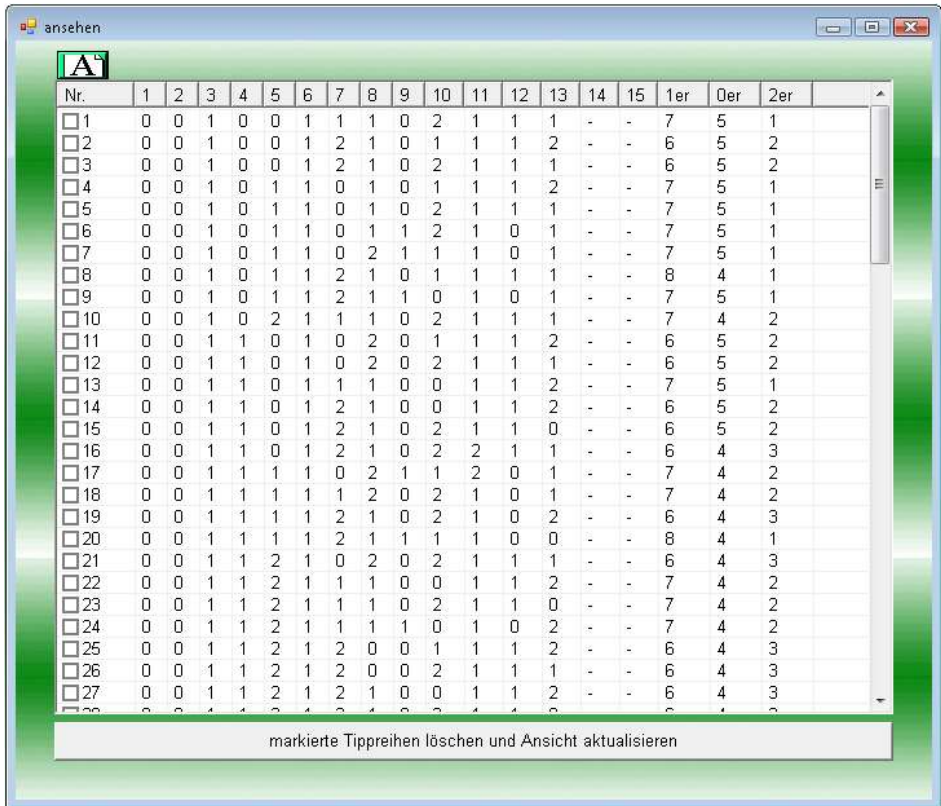 ansehen
A
Nr. 1 2 3 4 5 6 7 8 9 10 11 12 13 14 15 1er 0er 2er
1 0 0 1 0 0 1 1 1 0 2 1 1 1 - - 7 5 1
2 0 0 1 0 0 1 2 1 0 1 1 1 2 - - 6 5 2
3 0 0 1 0 0 1 2 1 0 2 1 1 1 - - 6 5 2
4 0 0 1 0 1 1 0 1 0 1 1 1 2 - - 7 5 1
5 0 0 1 0 1 1 0 1 0 2 1 1 1 - - 7 5 1
6 0 0 1 0 1 1 0 1 1 2 1 0 1 - - 7 5 1
7 0 0 1 0 1 1 0 2 1 1 1 0 1 - - 7 5 1
8 0 0 1 0 1 1 2 1 0 1 1 1 1 - - 8 4 1
9 0 0 1 0 1 1 2 1 1 0 1 0 1 - - 7 5 1
10 0 0 1 0 2 1 1 1 0 2 1 1 1 - - 7 4 2
11 0 0 1 1 0 1 0 2 0 1 1 1 2 - - 6 5 2
12 0 0 1 1 0 1 0 2 0 2 1 1 1 - - 6 5 2
13 0 0 1 1 0 1 1 1 0 0 1 1 2 - - 7 5 1
14 0 0 1 1 0 1 2 1 0 0 1 1 2 - - 6 5 2
15 0 0 1 1 0 1 2 1 0 2 1 1 0 - - 6 5 2
16 0 0 1 1 0 1 2 1 0 2 2 1 1 - - 6 4 3
17 0 0 1 1 1 1 0 2 1 1 2 0 1 - - 7 4 2
18 0 0 1 1 1 1 1 2 0 2 1 0 1 - - 7 4 2
19 0 0 1 1 1 1 2 1 0 2 1 0 2 - - 6 4 3
20 0 0 1 1 1 1 2 1 1 1 1 0 0 - - 8 4 1
21 0 0 1 1 2 1 0 2 0 2 1 1 1 - - 6 4 3
22 0 0 1 1 2 1 1 1 0 0 1 1 2 - - 7 4 2
23 0 0 1 1 2 1 1 1 0 2 1 1 0 - - 7 4 2
24 0 0 1 1 2 1 1 1 1 0 1 0 2 - - 7 4 2
25 0 0 1 1 2 1 2 0 0 1 1 1 2 - - 6 4 3
26 0 0 1 1 2 1 2 0 0 2 1 1 1 - - 6 4 3
27 0 0 1 1 2 1 2 1 0 0 1 1 2 - - 6 4 3
markierte Tippreihen löschen und Ansicht aktualisieren